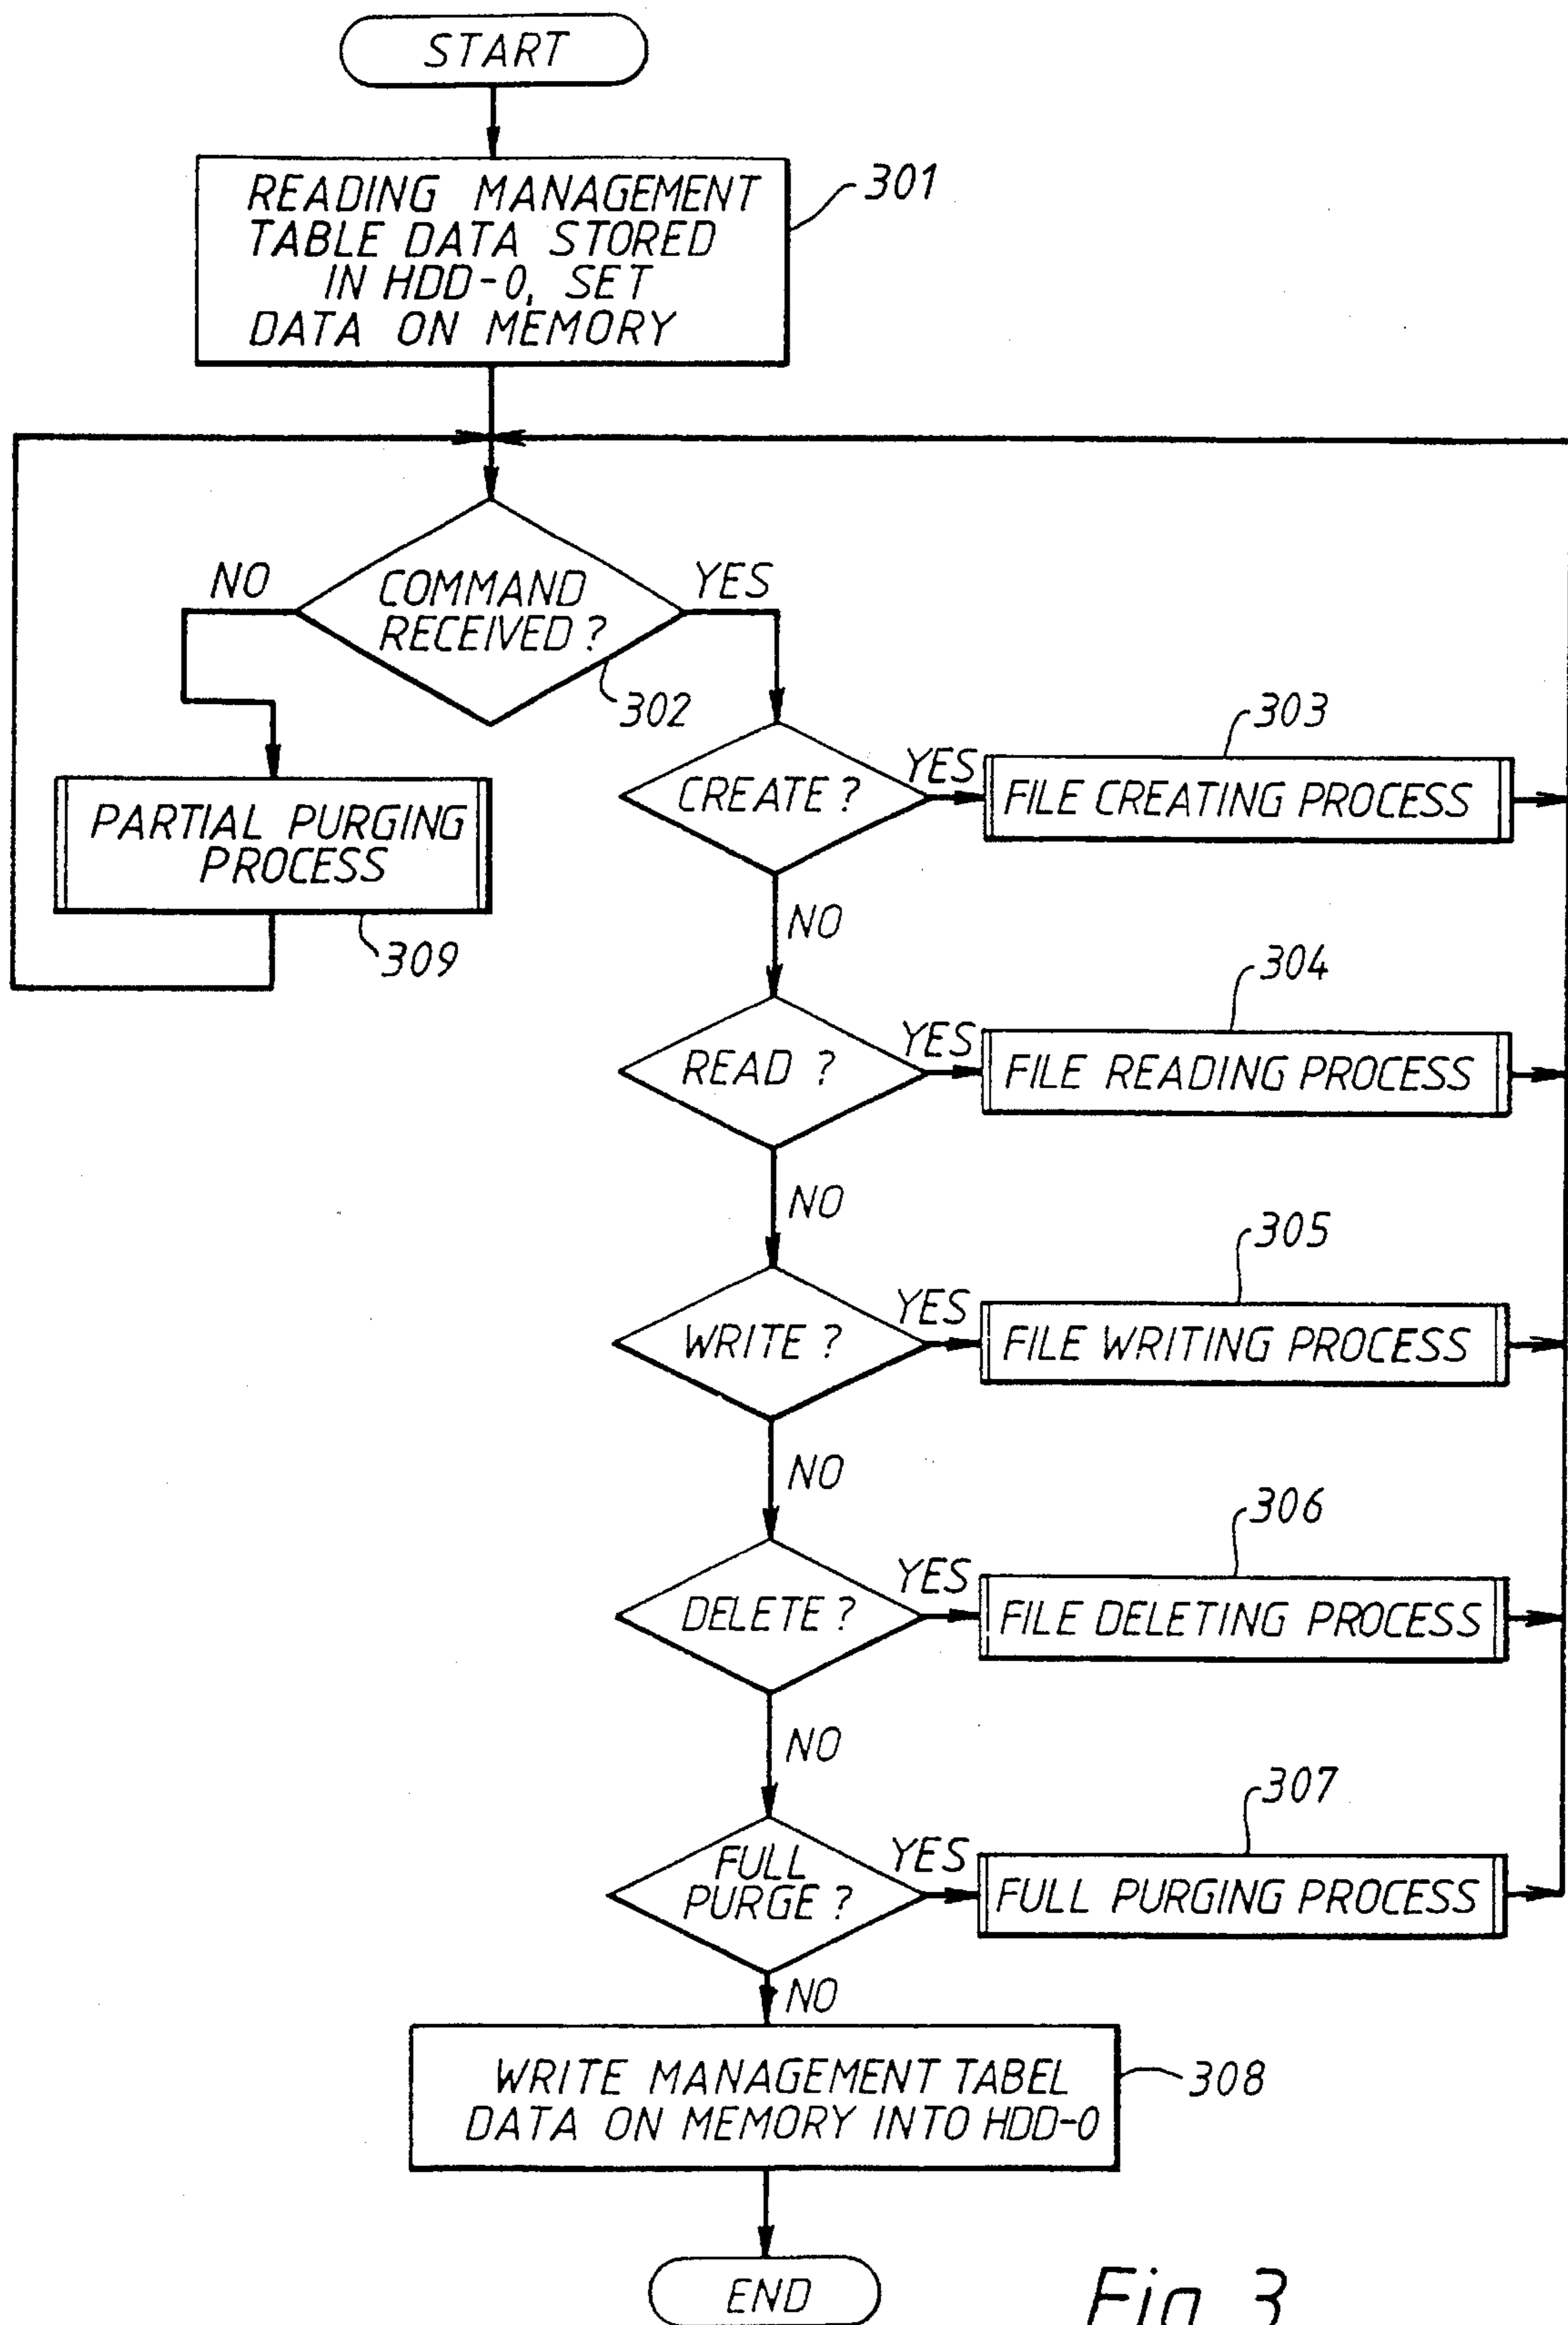 START
READING MANAGEMENT
TABLE DATA STORED
IN HDD-0, SET
DATA ON MEMORY
301
NO
COMMAND
RECEIVED?
YES
302
PARTIAL PURGING
PROCESS
309
CREATE?
YES
303
FILE CREATING PROCESS
NO
READ ?
YES
304
FILE READING PROCESS
NO
WRITE?
YES
305
FILE WRITING PROCESS
NO
DELETE?
YES
306
FILE DELETING PROCESS
NO
FULL
PURGE?
YES
307
FULL PURGING PROCESS
NO
WRITE MANAGEMENT TABEL
DATA ON MEMORY INTO HDD-0
308
END
Fig. 3